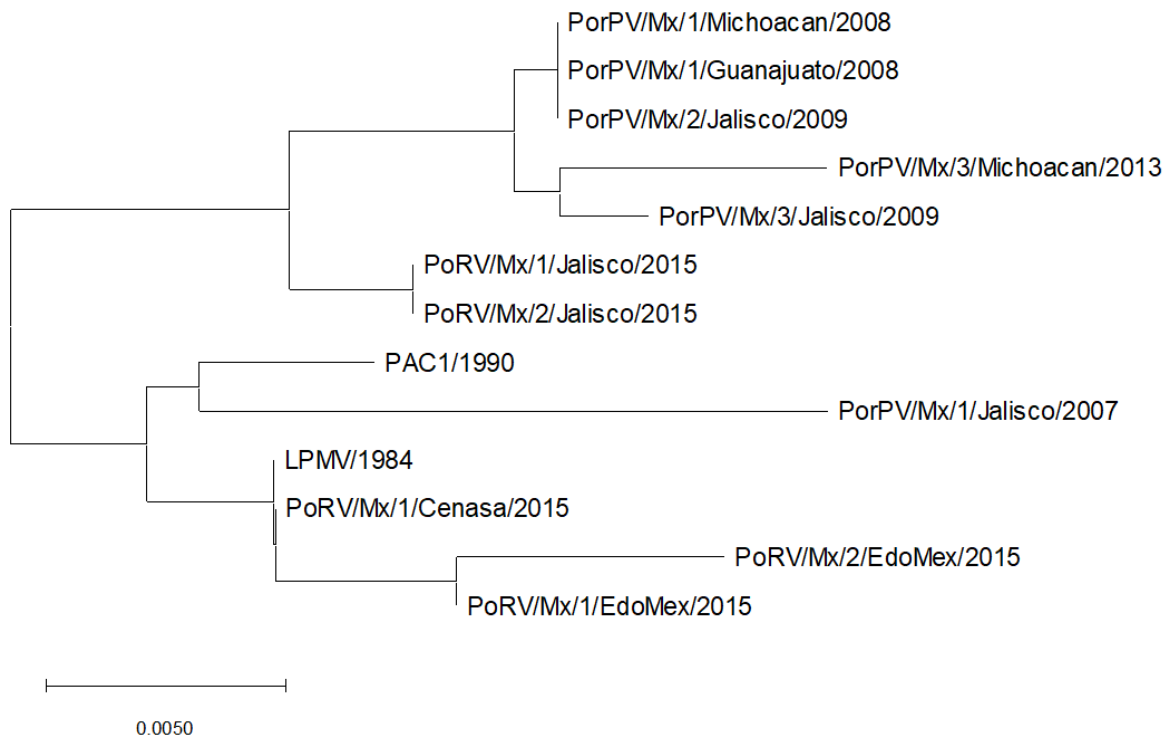 PorPV/Mx/1/Michoacan/2008
PorPV/Mx/1/Guanajuato/2008
PorPV/Mx/2/Jalisco/2009
PorPV/Mx/3/Michoacan/2013
PorPV/Mx/3/Jalisco/2009
PoRV/Mx/1/Jalisco/2015
PoRV/Mx/2/Jalisco/2015
PAC1/1990
PorPV/Mx/1/Jalisco/2007
LPMV/1984
PoRV/Mx/1/Cenasa/2015
PoRV/Mx/2/EdoMex/2015
PoRV/Mx/1/EdoMex/2015
0.0050